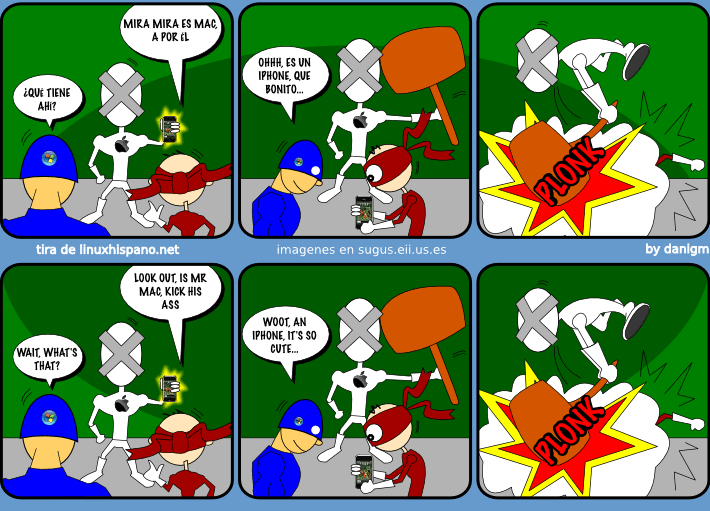 MIRA MIRA ES MAC,
A POR ÉL
¿QUÉ TIENE
AHÍ?
OHHH, ES UN
IPHONE, QUE
BONITO...
PLONK
tira de linuxhispano.net
imagenes en sugus.eii.us.es
by danigm
LOOK OUT, IS MR
MAC, KICK HIS
ASS
WAIT, WHAT'S
THAT?
WOOT, AN
IPHONE, IT'S SO
CUTE...
PLONK